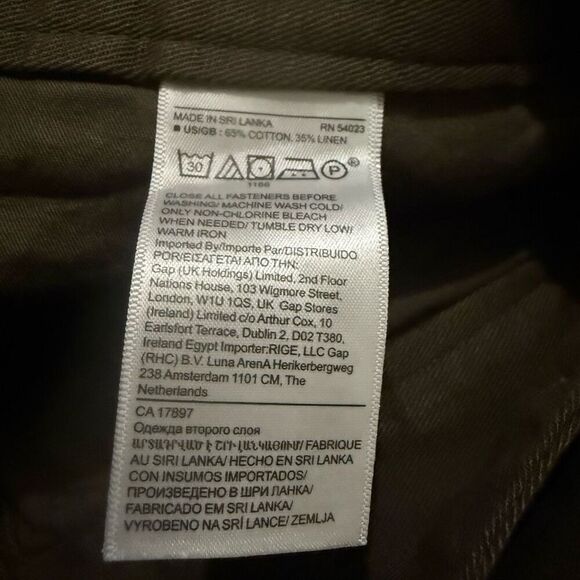 MADE IN SRI LANKA RN 54023
US/GB : 65% COTTON, 35% LINEN
30 P ®
1166
CLOSE ALL FASTENERS BEFORE
WASHING/ MACHINE WASH COLD/
ONLY NON-CHLORINE BLEACH
WHEN NEEDED/ TUMBLE DRY LOW/
WARM IRON
Imported By/Importe Par/DISTRIBUIDO
POR/ΕΙΣΑΓΕΤΑΙ ΑΠΟ ΤΗΝ:
Gap (UK Holdings) Limited, 2nd Floor
Nations House, 103 Wigmore Street,
London, W1U 1QS, UK Gap Stores
(Ireland) Limited c/o Arthur Cox, 10
Earlsfort Terrace, Dublin 2, D02 T380,
Ireland Egypt Importer:RIGE, LLC Gap
(RHC) B.V. Luna ArenA Herikerbergweg
238 Amsterdam 1101 CM, The
Netherlands
CA 17897
Одежда второго слоя
ԱՐՏԱԴՐՎԱԾ Է ՇՐԻ ԼԱՆԿԱՅՈՒՄ/ FABRIQUE
AU SIRI LANKA/ HECHO EN SRI LANKA
CON INSUMOS IMPORTADOS/
ПРОИЗВЕДЕНО В ШРИ ЛАНКА/
FABRICADO EM SRI LANKA/
VYROBENO NA SRÍ LANCE/ ZEMLJA